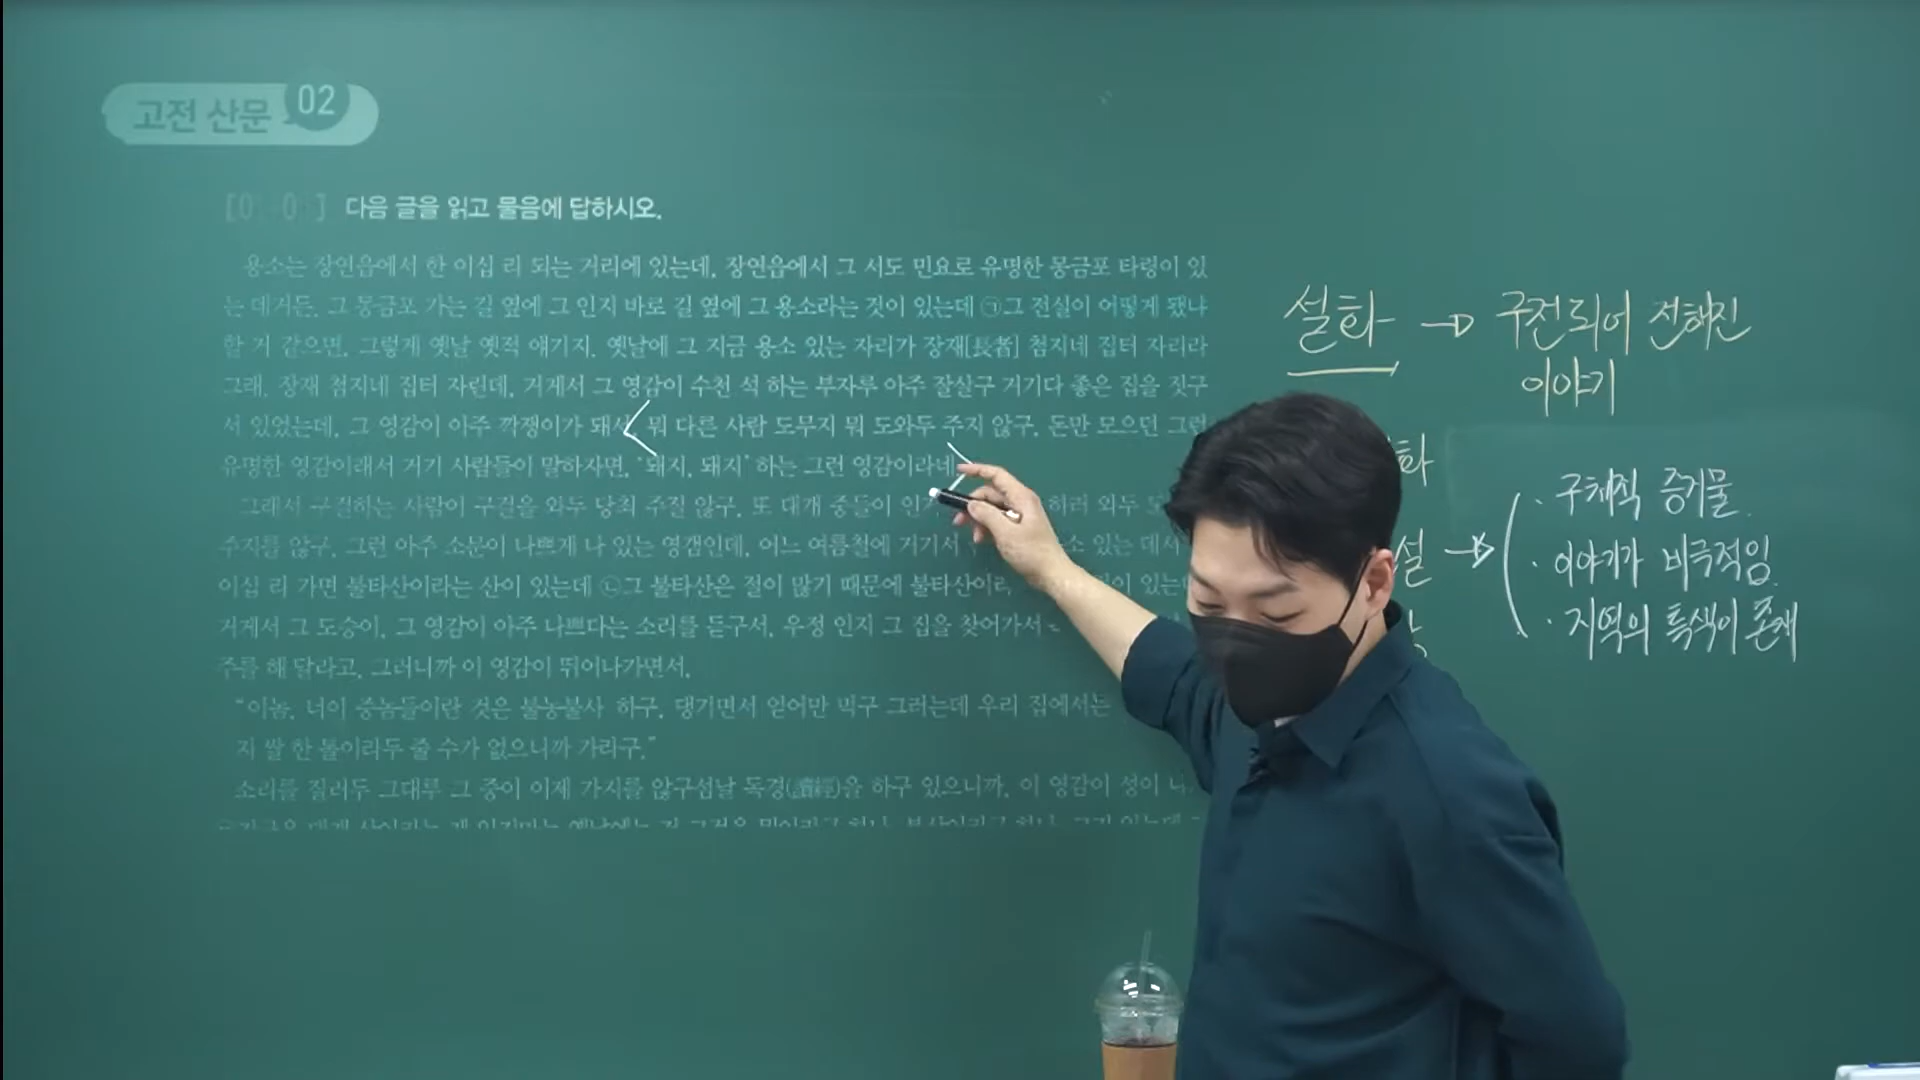 고전 산문 02
다음 글을 읽고 물음에 답하시오.
용소는 장연읍에서 한 이십 리 되는 거리에 있는데, 장연읍에서 그 서도 민요로 유명한 몽금포 타령이 있
는 데거든. 그 몽금포 가는 길 옆에 그 인지 바로 길 옆에 그 용소라는 것이 있는데 ㉠그 전설이 어떻게 됐냐
할 거 같으면, 그렇게 옛날 옛적 얘기지. 옛날에 그 지금 용소 있는 자리가 장재[長者] 첨지네 집터 자리라
그래. 장재 첨지네 집터 자린데, 거게서 그 영감이 수천 석 하는 부자루 아주 잘살구 거기다 좋은 집을 짓구
서 있었는데, 그 영감이 아주 깍쟁이가 돼서, 뭐 다른 사람 도무지 뭐 도와두 주지 않구, 돈만 모으던 그런
유명한 영감이래서 거기 사람들이 말하자면, ‘돼지, 돼지’ 하는 그런 영감이라네
그래서 구걸하는 사람이 구걸을 와두 당최 주질 않구, 또 대개 중들이 인 하러 와두
주지를 않구, 그런 아주 소문이 나쁘게 나 있는 영갬인데, 어느 여름철에 거기서 있는 데서
이십 리 가면 불타산이라는 산이 있는데 ㉡그 불타산은 절이 많기 때문에 불타산이라 이 있는데
거게서 그 도승이, 그 영감이 아주 나쁘다는 소리를 듣구서, 우정 인지 그 집을 찾어가서
주를 해 달라고, 그러니까 이 영감이 뛰어나가면서,
“이놈, 너이 중놈들이란 것은 불농불사 하구, 댕기면서 얻어만 먹구 그러는데 우리 집에서는
지 쌀 한 톨이라두 줄 수가 없으니까 가라구.”
소리를 질러두 그대루 그 중이 이제 가지를 않구섬날 독경(讀經)을 하구 있으니까, 이 영감이 성이 나
설화 → 구전되어 전해진
이야기
화
설 →
· 구체적 증거물.
· 이야기가 비극적임.
· 지역의 특색이 존재